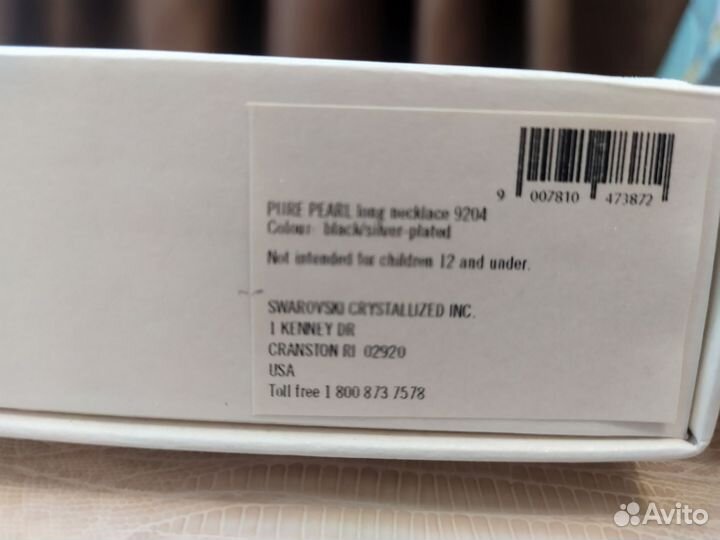 9 007810 473872
PURE PEARL long necklace 9204
Colour: black/silver-plated
Not intended for children 12 and under.
SWAROVSKI CRYSTALLIZED INC.
1 KENNEY DR
CRANSTON RI 02920
USA
Toll free 1 800 873 7578
Avito